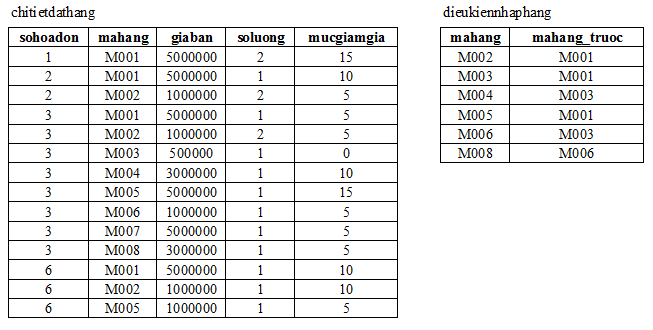 chitietdathang
sohoadon mahang giaban soluong mucgiamgia
1 M001 5000000 2 15
2 M001 5000000 1 10
2 M002 1000000 2 5
3 M001 5000000 1 5
3 M002 1000000 2 5
3 M003 500000 1 0
3 M004 3000000 1 10
3 M005 5000000 1 15
3 M006 1000000 1 5
3 M007 5000000 1 5
3 M008 3000000 1 5
6 M001 5000000 1 10
6 M002 1000000 1 10
6 M005 1000000 1 5
dieukiennhaphang
mahang mahang_truoc
M002 M001
M003 M001
M004 M003
M005 M001
M006 M003
M008 M006